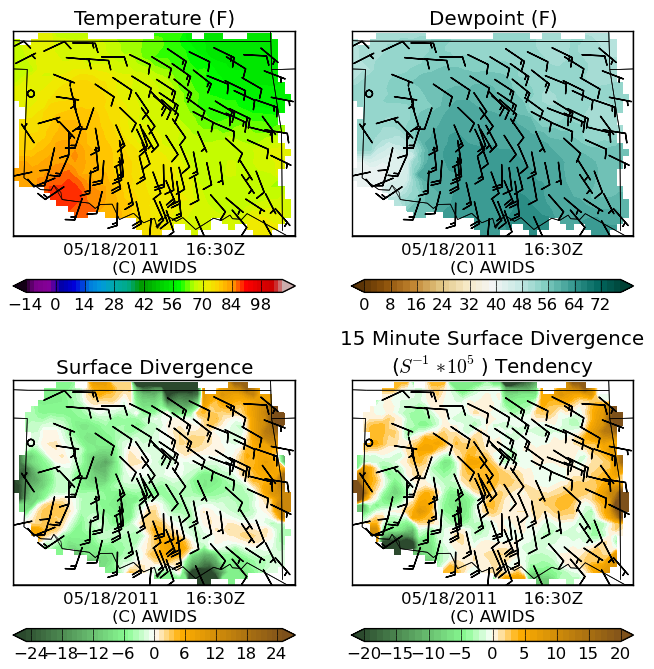 Temperature (F)
Dewpoint (F)
05/18/2011 16:30Z
(C) AWIDS
05/18/2011 16:30Z
(C) AWIDS
−14 0 14 28 42 56 70 84 98
0 8 16 24 32 40 48 56 64 72
Surface Divergence
15 Minute Surface Divergence
(S⁻¹ *10⁵ ) Tendency
05/18/2011 16:30Z
(C) AWIDS
05/18/2011 16:30Z
(C) AWIDS
−24 −18 −12 −6 0 6 12 18 24
−20 −15 −10 −5 0 5 10 15 20